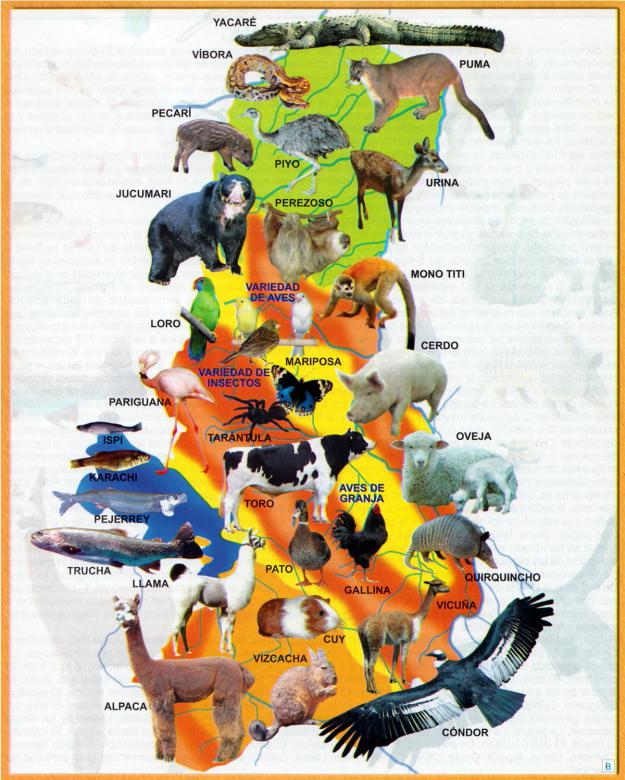 YACARÉ
VÍBORA
PUMA
PECARÍ
PIYO
URINA
JUCUMARI
PEREZOSO
MONO TITI
VARIEDAD
DE AVES
LORO
CERDO
MARIPOSA
VARIEDAD DE
INSECTOS
PARIGUANA
TARÁNTULA
ISPI
OVEJA
KARACHI
AVES DE
GRANJA
TORO
PEJERREY
TRUCHA
PATO
GALLINA
QUIRQUINCHO
LLAMA
VICUÑA
CUY
VIZCACHA
ALPACA
CÓNDOR
B